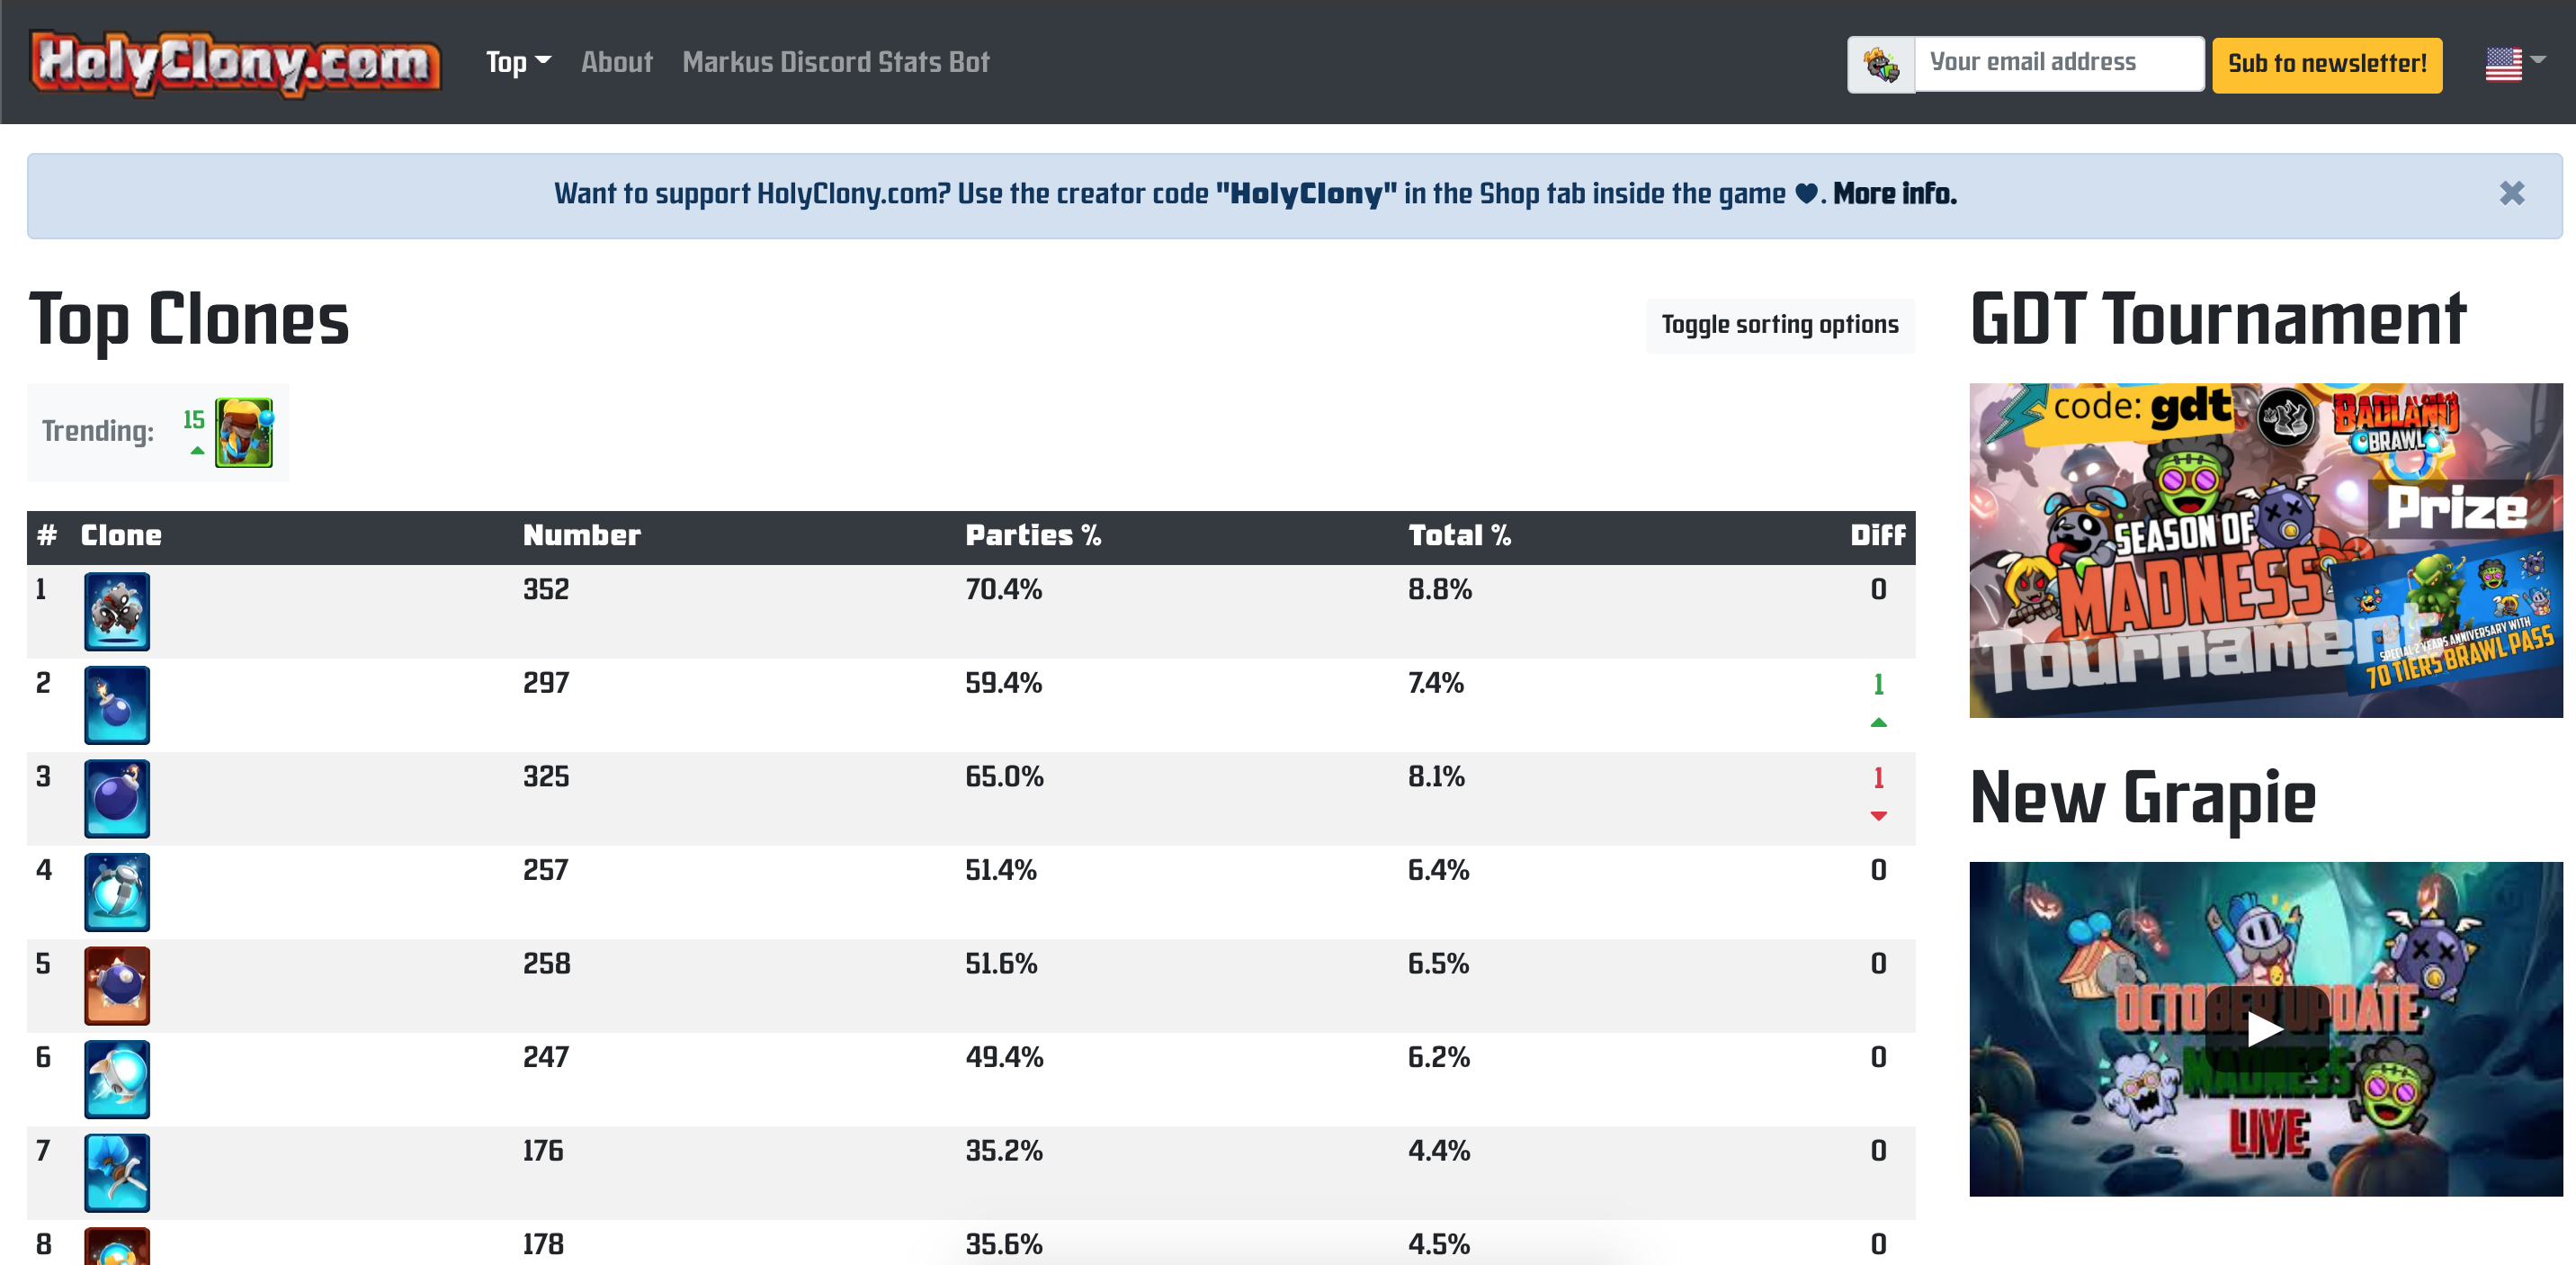 HolyClony.com
Top About Markus Discord Stats Bot Your email address Sub to newsletter!
Want to support HolyClony.com? Use the creator code "HolyClony" in the Shop tab inside the game ♥. More info. ✖
Top Clones
Toggle sorting options
Trending: 15
# Clone Number Parties % Total % Diff
1 352 70.4% 8.8% 0
2 297 59.4% 7.4% 1
3 325 65.0% 8.1% 1
4 257 51.4% 6.4% 0
5 258 51.6% 6.5% 0
6 247 49.4% 6.2% 0
7 176 35.2% 4.4% 0
8 178 35.6% 4.5% 0
GDT Tournament
code: gdt
BADLAND
BRAWL
Prize
SEASON OF
MADNESS
Tournament
SPECIAL 2 YEARS ANNIVERSARY WITH
70 TIERS BRAWL PASS
New Grapie
OCTOBER UPDATE
MADNESS
LIVE